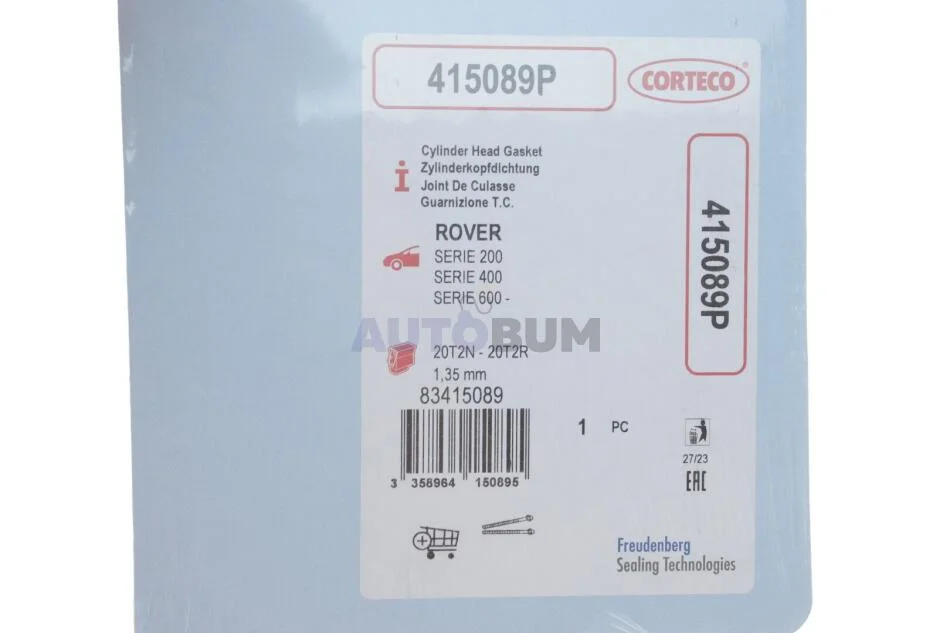 415089P
CORTECO®
Cylinder Head Gasket
Zylinderkopfdichtung
Joint De Culasse
Guarnizione T.C.
415089P
ROVER
SERIE 200
SERIE 400
SERIE 600 -
AUTOBUM
20T2N - 20T2R
1,35 mm
83415089
1 PC
3 358964 150895
27/23
EAC
Freudenberg
Sealing Technologies